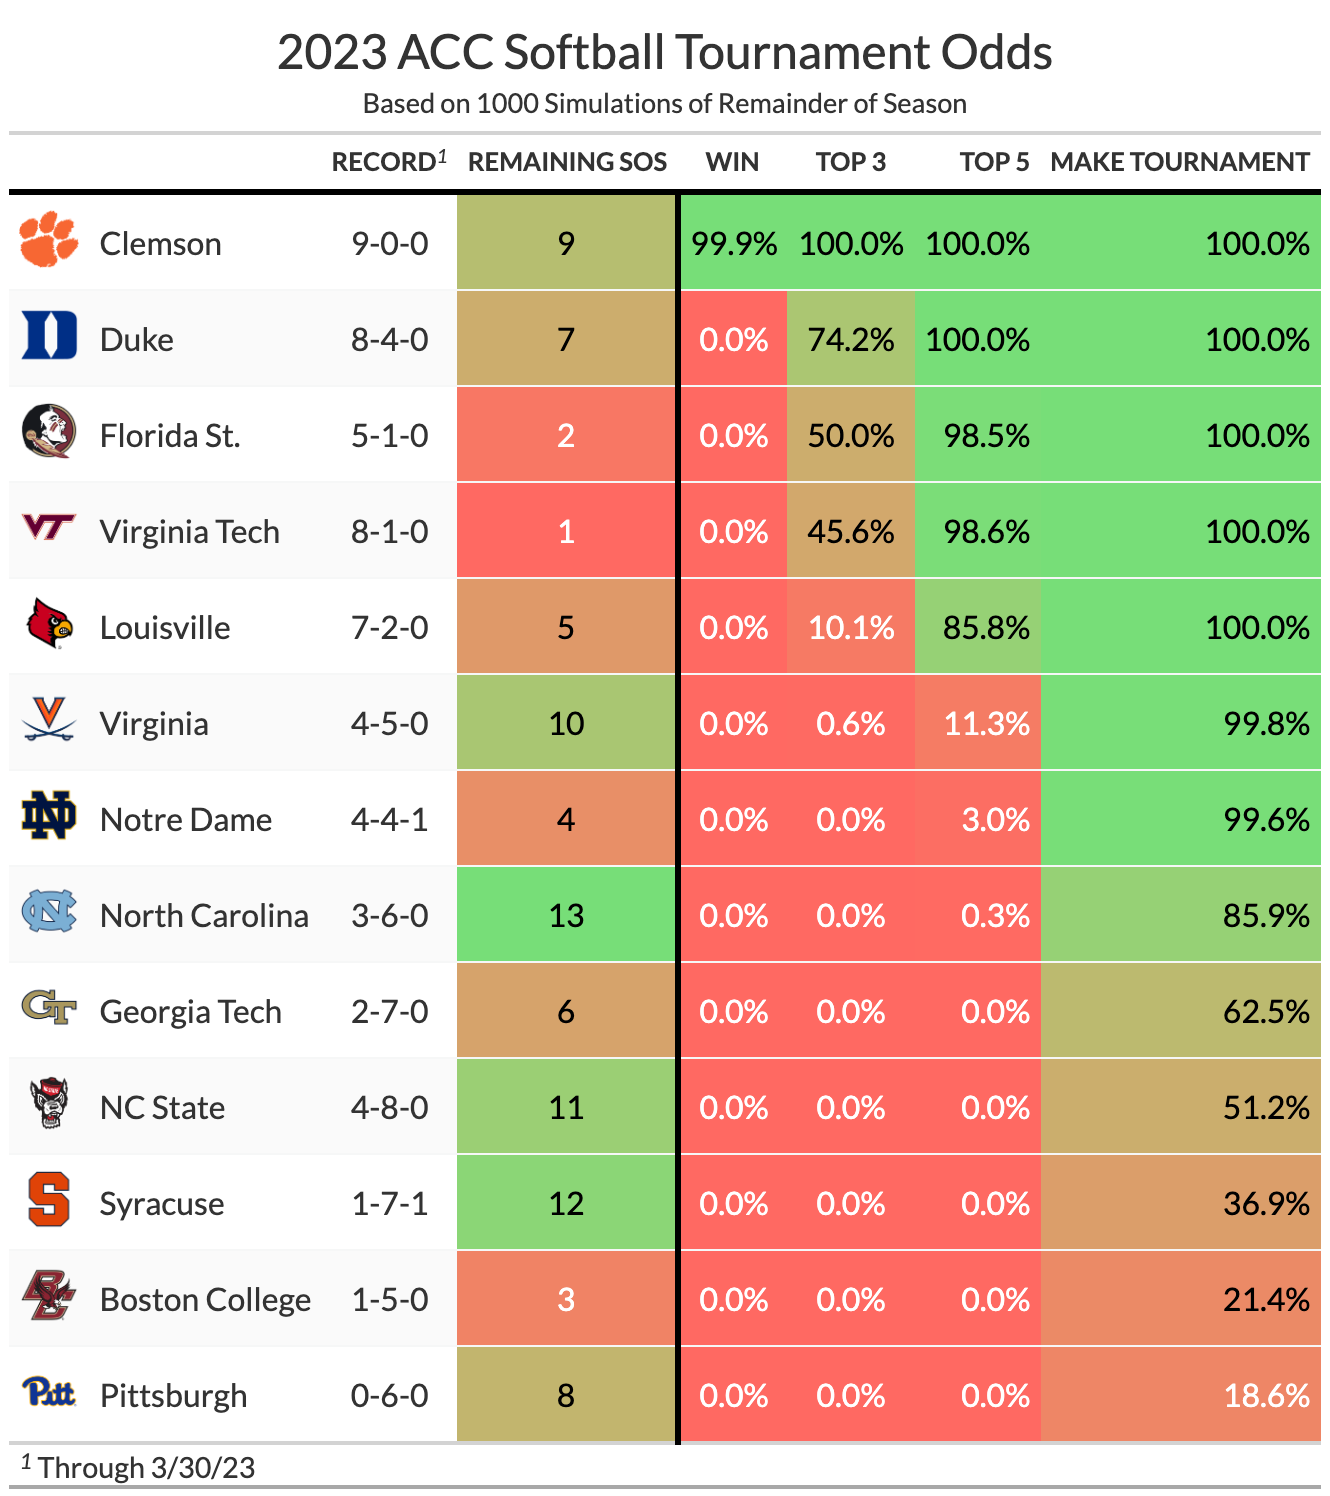 2023 ACC Softball Tournament Odds
Based on 1000 Simulations of Remainder of Season
RECORD1 REMAINING SOS WIN TOP 3 TOP 5 MAKE TOURNAMENT
Clemson 9-0-0 9 99.9% 100.0% 100.0% 100.0%
D Duke 8-4-0 7 0.0% 74.2% 100.0% 100.0%
Florida St. 5-1-0 2 0.0% 50.0% 98.5% 100.0%
VT Virginia Tech 8-1-0 1 0.0% 45.6% 98.6% 100.0%
Louisville 7-2-0 5 0.0% 10.1% 85.8% 100.0%
V Virginia 4-5-0 10 0.0% 0.6% 11.3% 99.8%
ND Notre Dame 4-4-1 4 0.0% 0.0% 3.0% 99.6%
NC North Carolina 3-6-0 13 0.0% 0.0% 0.3% 85.9%
GT Georgia Tech 2-7-0 6 0.0% 0.0% 0.0% 62.5%
NC State 4-8-0 11 0.0% 0.0% 0.0% 51.2%
S Syracuse 1-7-1 12 0.0% 0.0% 0.0% 36.9%
BC Boston College 1-5-0 3 0.0% 0.0% 0.0% 21.4%
Pitt Pittsburgh 0-6-0 8 0.0% 0.0% 0.0% 18.6%
1 Through 3/30/23